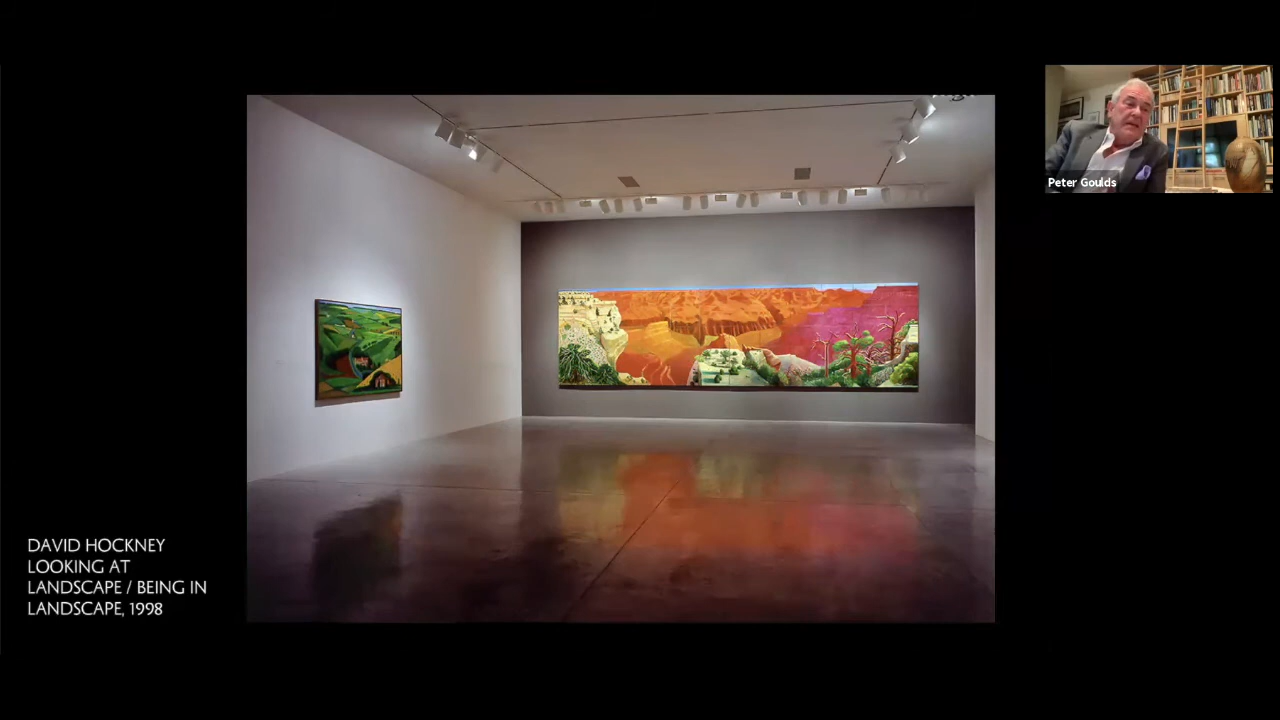 Peter Goulds
DAVID HOCKNEY
LOOKING AT
LANDSCAPE / BEING IN
LANDSCAPE, 1998